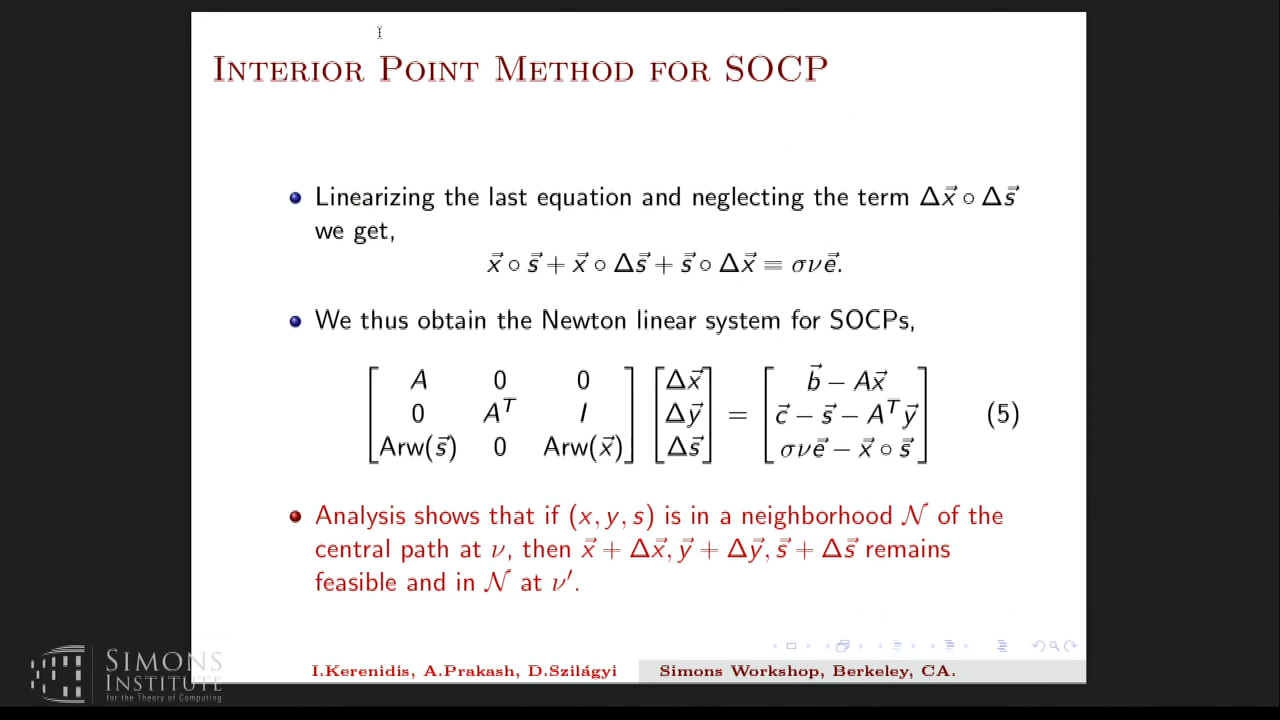 Interior Point Method for SOCP
Linearizing the last equation and neglecting the term Δx⃗ ∘ Δs⃗
we get,
x⃗ ∘ s⃗ + x⃗ ∘ Δs⃗ + s⃗ ∘ Δx⃗ = σνe⃗.
We thus obtain the Newton linear system for SOCPs,
[A 0 0] [Δx⃗] [b⃗ − Ax⃗]
[0 Aᵀ I] [Δy⃗] = [c⃗ − s⃗ − Aᵀy⃗] (5)
[Arw(s⃗) 0 Arw(x⃗)] [Δs⃗] [σνe⃗ − x⃗ ∘ s⃗]
Analysis shows that if (x, y, s) is in a neighborhood 𝒩 of the
central path at ν, then x⃗ + Δx⃗, y⃗ + Δy⃗, s⃗ + Δs⃗ remains
feasible and in 𝒩 at ν′.
I.Kerenidis, A.Prakash, D.Szilágyi Simons Workshop, Berkeley, CA.
SIMONS
INSTITUTE
for the Theory of Computing